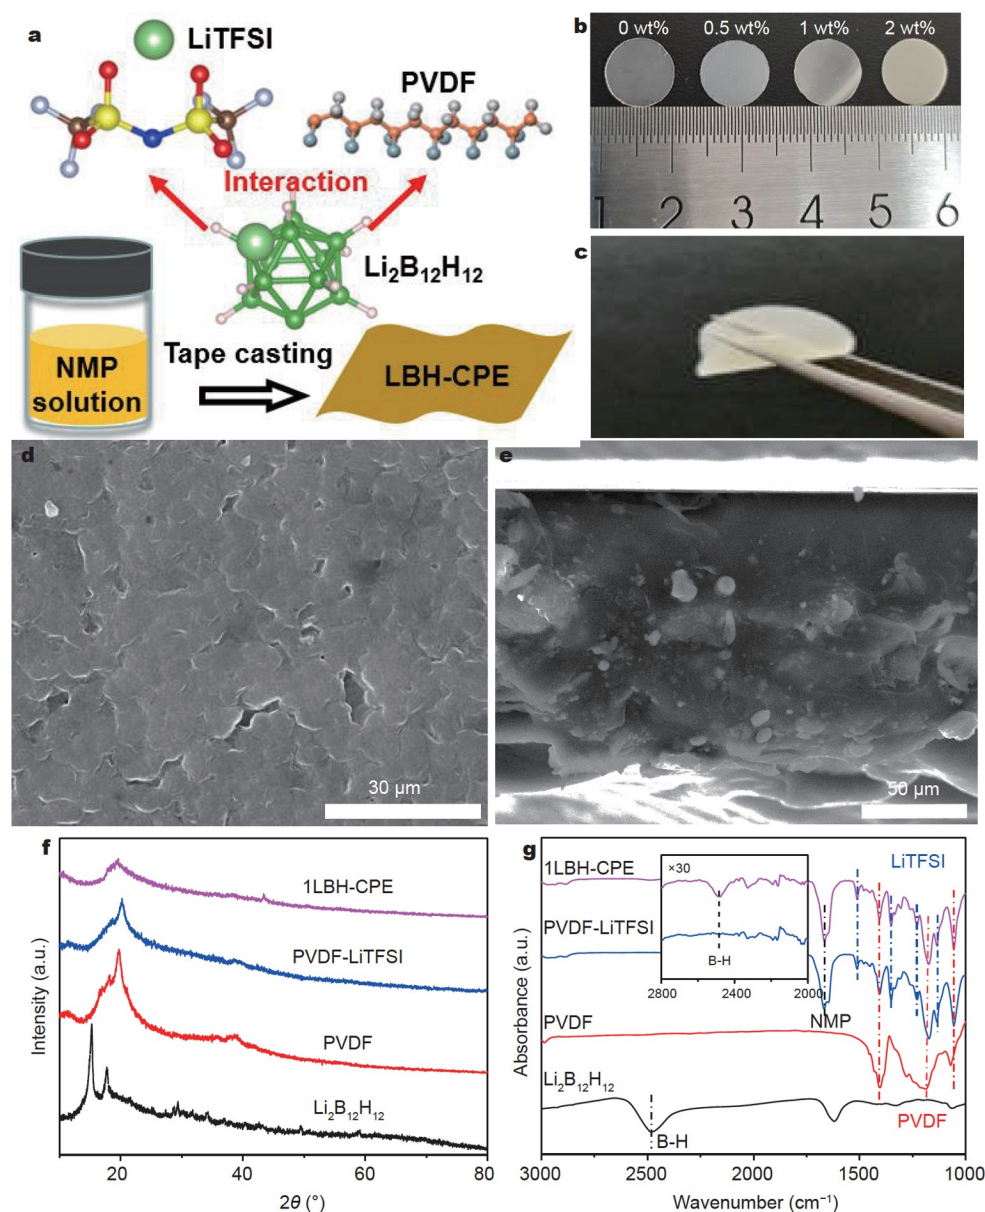 a
LiTFSI
PVDF
Interaction
Li₂B₁₂H₁₂
NMP
solution
Tape casting
LBH-CPE
b
0 wt%
0.5 wt%
1 wt%
2 wt%
1 2 3 4 5 6
c
d
30 μm
e
50 μm
f
1LBH-CPE
PVDF-LiTFSI
PVDF
Li₂B₁₂H₁₂
Intensity (a.u.)
20 40 60 80
2θ (°)
g
1LBH-CPE
×30
LiTFSI
PVDF-LiTFSI
B-H
2800 2400 2000
NMP
PVDF
Li₂B₁₂H₁₂
B-H
PVDF
Absorbance (a.u.)
3000 2500 2000 1500 1000
Wavenumber (cm⁻¹)